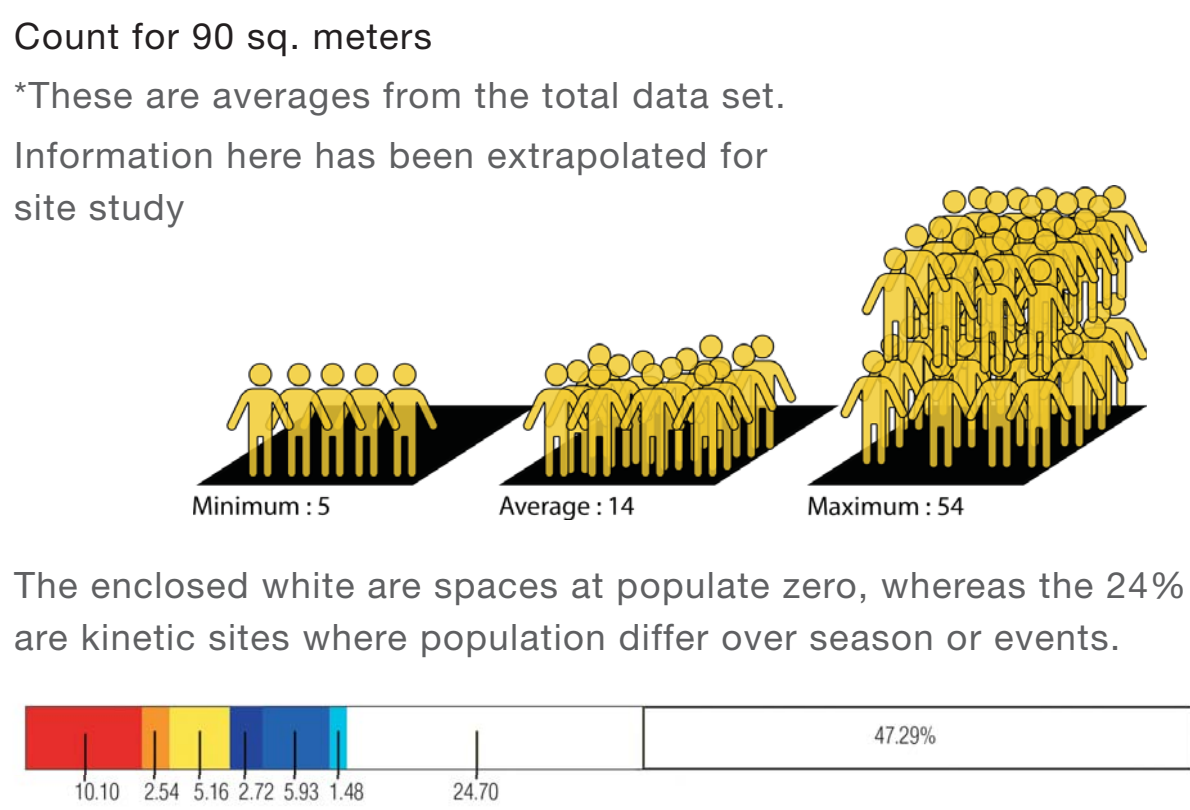 Count for 90 sq. meters
*These are averages from the total data set.
Information here has been extrapolated for
site study
Minimum : 5
Average : 14
Maximum : 54
The enclosed white are spaces at populate zero, whereas the 24%
are kinetic sites where population differ over season or events.
47.29%
10.10 2.54 5.16 2.72 5.93 1.48 24.70